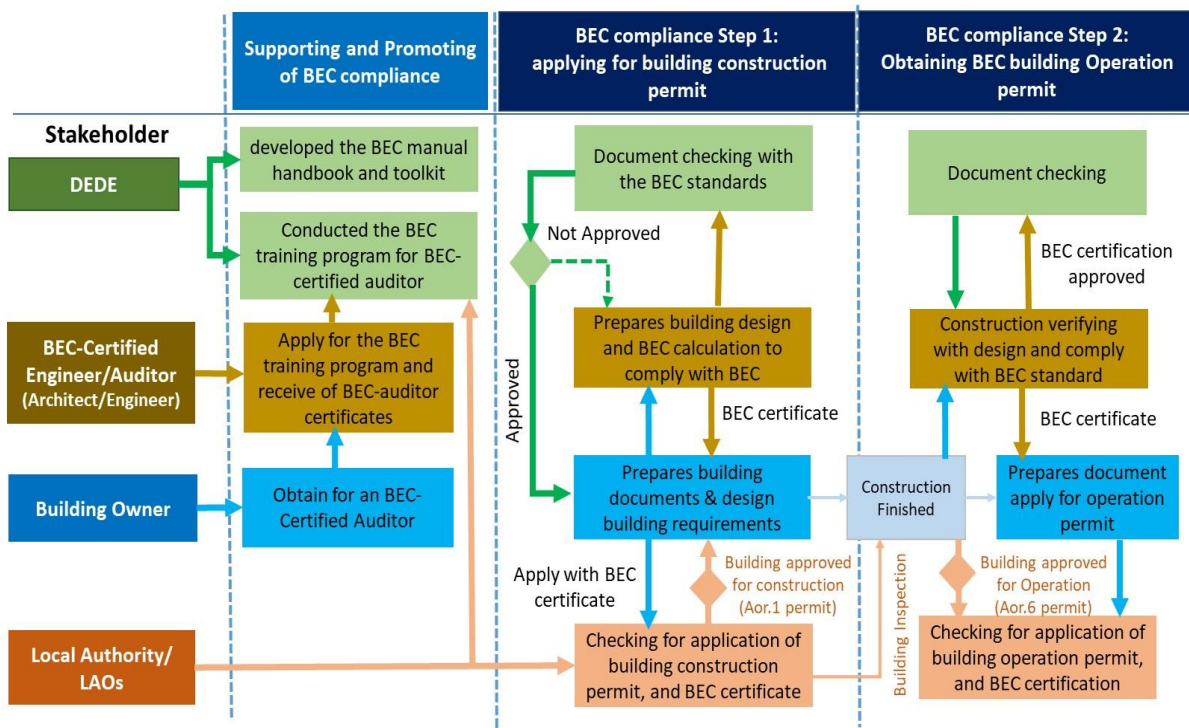 Supporting and Promoting
of BEC compliance
BEC compliance Step 1:
applying for building construction
permit
BEC compliance Step 2:
Obtaining BEC building Operation
permit
Stakeholder
DEDE
developed the BEC manual
handbook and toolkit
Conducted the BEC
training program for BEC-
certified auditor
Document checking with
the BEC standards
Not Approved
Approved
Document checking
BEC certification
approved
BEC-Certified
Engineer/Auditor
(Architect/Engineer)
Apply for the BEC
training program and
receive of BEC-auditor
certificates
Prepares building design
and BEC calculation to
comply with BEC
BEC certificate
Construction verifying
with design and comply
with BEC standard
BEC certificate
Building Owner
Obtain for an BEC-
Certified Auditor
Prepares building
documents & design
building requirements
Construction
Finished
Prepares document
apply for operation
permit
Apply with BEC
certificate
Building approved
for construction
(Aor.1 permit)
Building Inspection
Building approved
for Operation
(Aor.6 permit)
Local Authority/
LAOs
Checking for application of
building construction
permit, and BEC certificate
Checking for application of
building operation permit,
and BEC certification